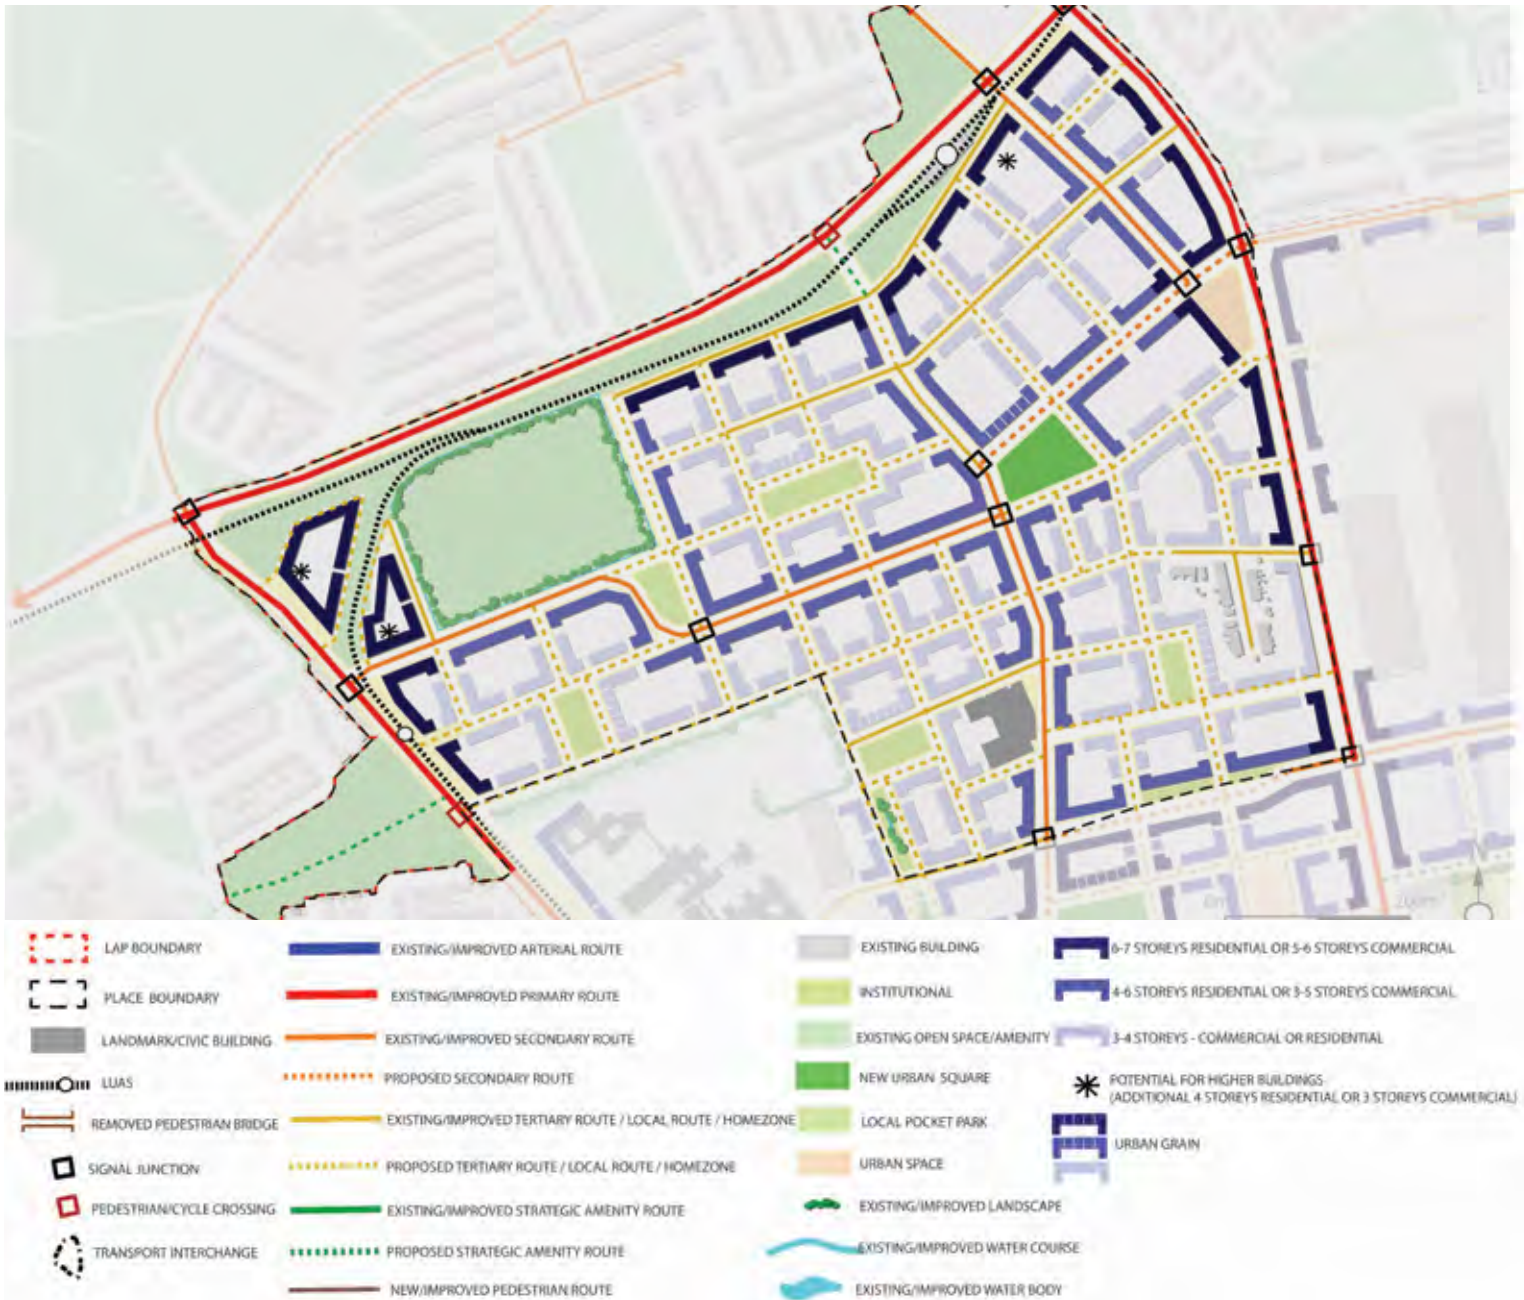 0m 200m
LAP BOUNDARY
PLACE BOUNDARY
LANDMARK/CIVIC BUILDING
LUAS
REMOVED PEDESTRIAN BRIDGE
SIGNAL JUNCTION
PEDESTRIAN/CYCLE CROSSING
TRANSPORT INTERCHANGE
EXISTING/IMPROVED ARTERIAL ROUTE
EXISTING/IMPROVED PRIMARY ROUTE
EXISTING/IMPROVED SECONDARY ROUTE
PROPOSED SECONDARY ROUTE
EXISTING/IMPROVED TERTIARY ROUTE / LOCAL ROUTE / HOMEZONE
PROPOSED TERTIARY ROUTE / LOCAL ROUTE / HOMEZONE
EXISTING/IMPROVED STRATEGIC AMENITY ROUTE
PROPOSED STRATEGIC AMENITY ROUTE
NEW/IMPROVED PEDESTRIAN ROUTE
EXISTING BUILDING
INSTITUTIONAL
EXISTING OPEN SPACE/AMENITY
NEW URBAN SQUARE
LOCAL POCKET PARK
URBAN SPACE
EXISTING/IMPROVED LANDSCAPE
EXISTING/IMPROVED WATER COURSE
EXISTING/IMPROVED WATER BODY
6-7 STOREYS RESIDENTIAL OR 5-6 STOREYS COMMERCIAL
4-6 STOREYS RESIDENTIAL OR 3-5 STOREYS COMMERCIAL
3-4 STOREYS - COMMERCIAL OR RESIDENTIAL
POTENTIAL FOR HIGHER BUILDINGS
(ADDITIONAL 4 STOREYS RESIDENTIAL OR 3 STOREYS COMMERCIAL)
URBAN GRAIN